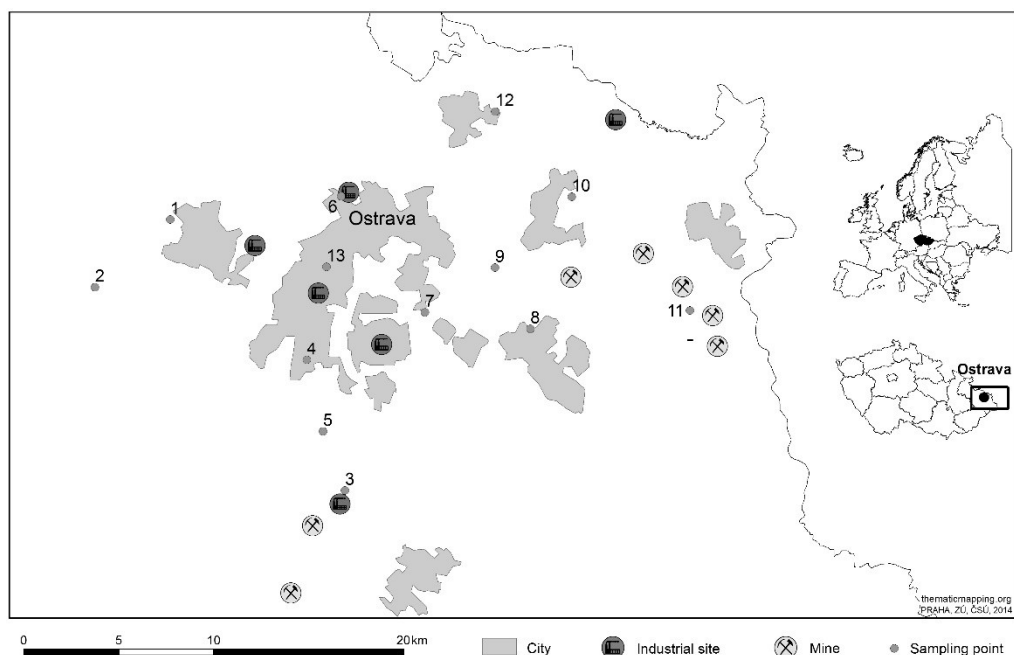 12
10
1
6
Ostrava
13
9
2
7
11
8
4
Ostrava
5
3
thematicmapping.org
PRAHA, ZÚ, ČSÚ, 2014
0 5 10 20km
City Industrial site Mine Sampling point